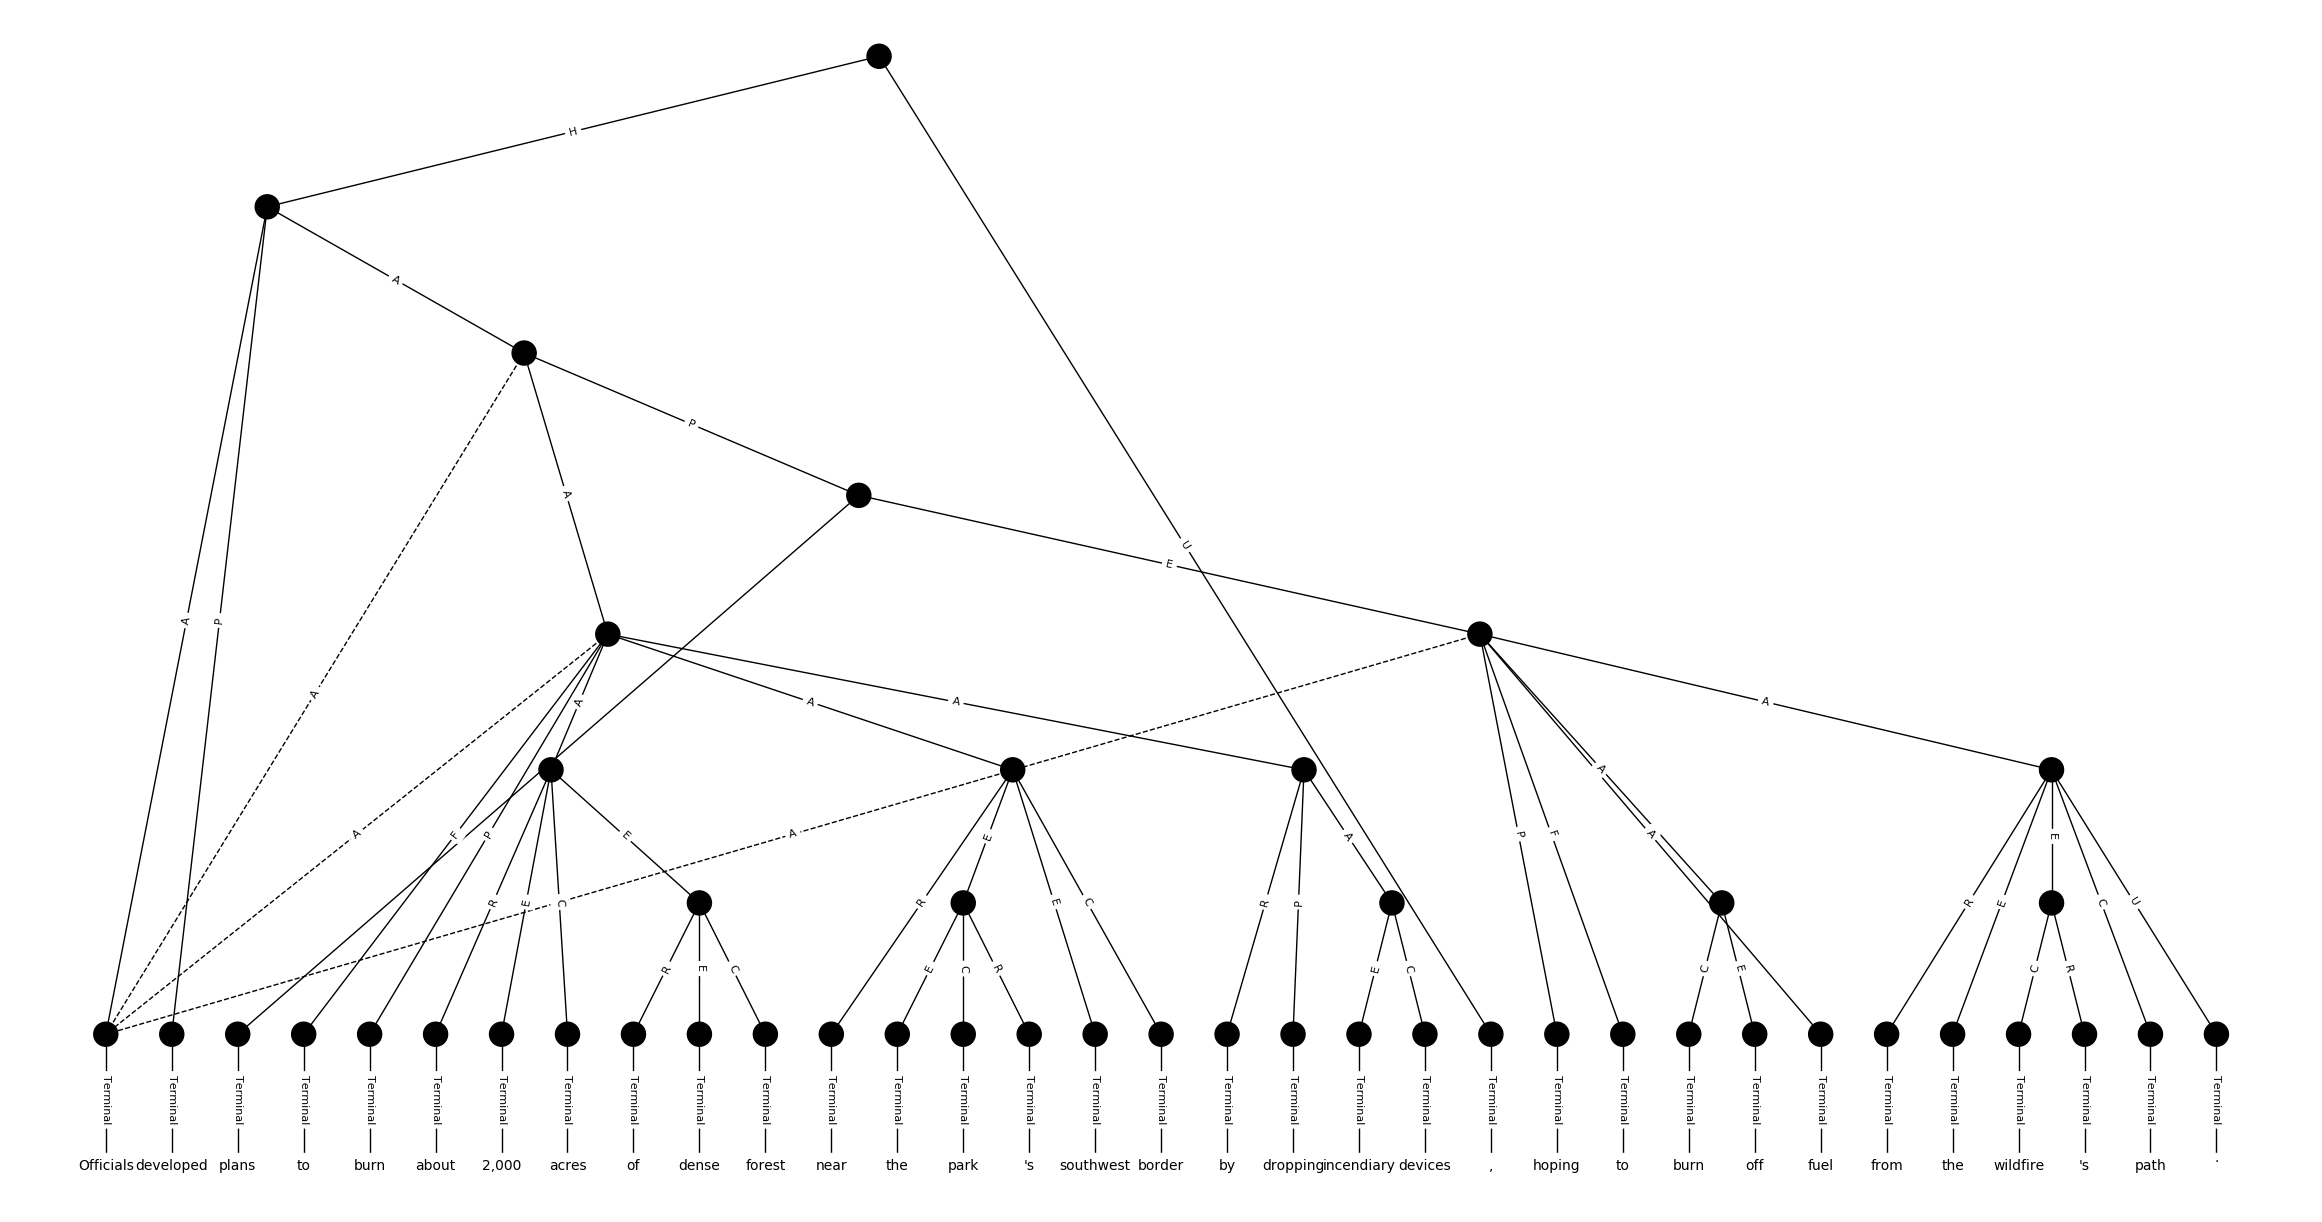 H
A
A
P
U
A
P
E
A
A
A
A
A
A
A
A
F
P
E
A
A
P
F
A
R
E
C
R
E
E
C
R
P
R
E
E
C
U
R
E
C
E
C
R
E
C
C
E
C
R
Terminal Terminal Terminal Terminal Terminal Terminal Terminal Terminal Terminal Terminal Terminal Terminal Terminal Terminal Terminal Terminal Terminal Terminal Terminal Terminal Terminal Terminal Terminal Terminal Terminal Terminal Terminal Terminal Terminal Terminal Terminal Terminal Terminal
Officials developed plans to burn about 2,000 acres of dense forest near the park 's southwest border by dropping incendiary devices , hoping to burn off fuel from the wildfire 's path .